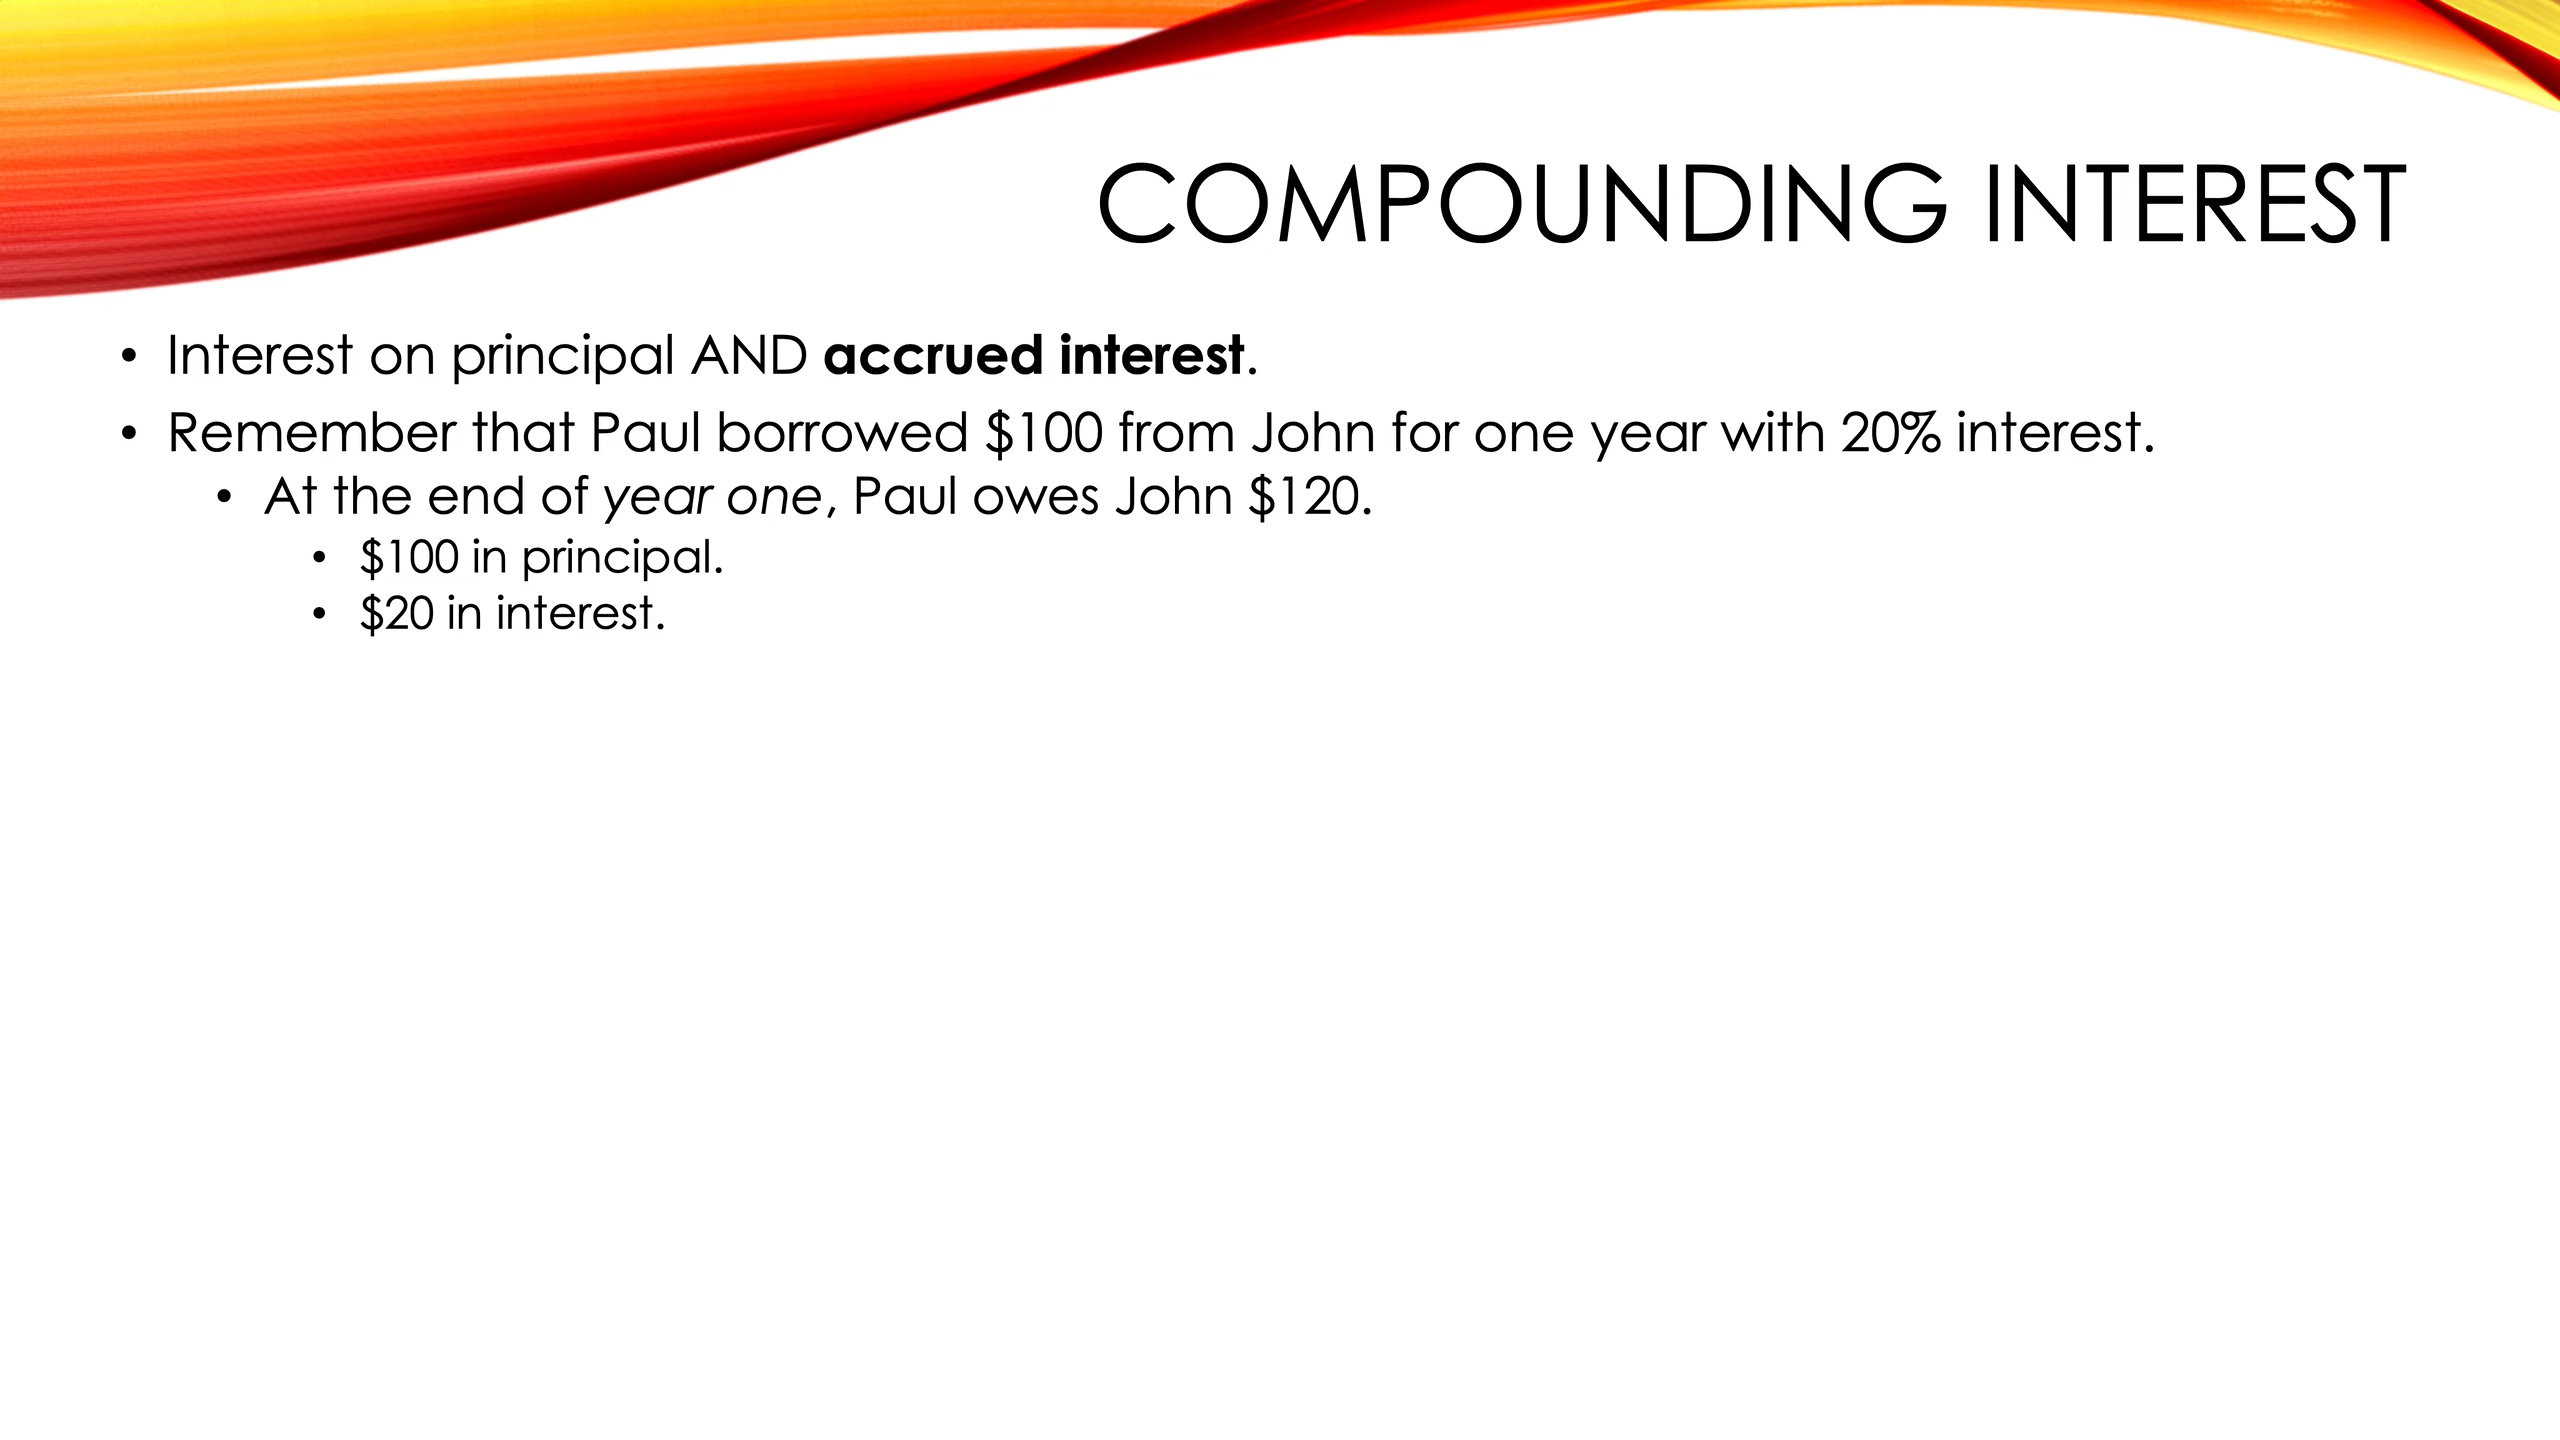 COMPOUNDING INTEREST
• Interest on principal AND accrued interest.
• Remember that Paul borrowed $100 from John for one year with 20% interest.
• At the end of year one, Paul owes John $120.
• $100 in principal.
• $20 in interest.